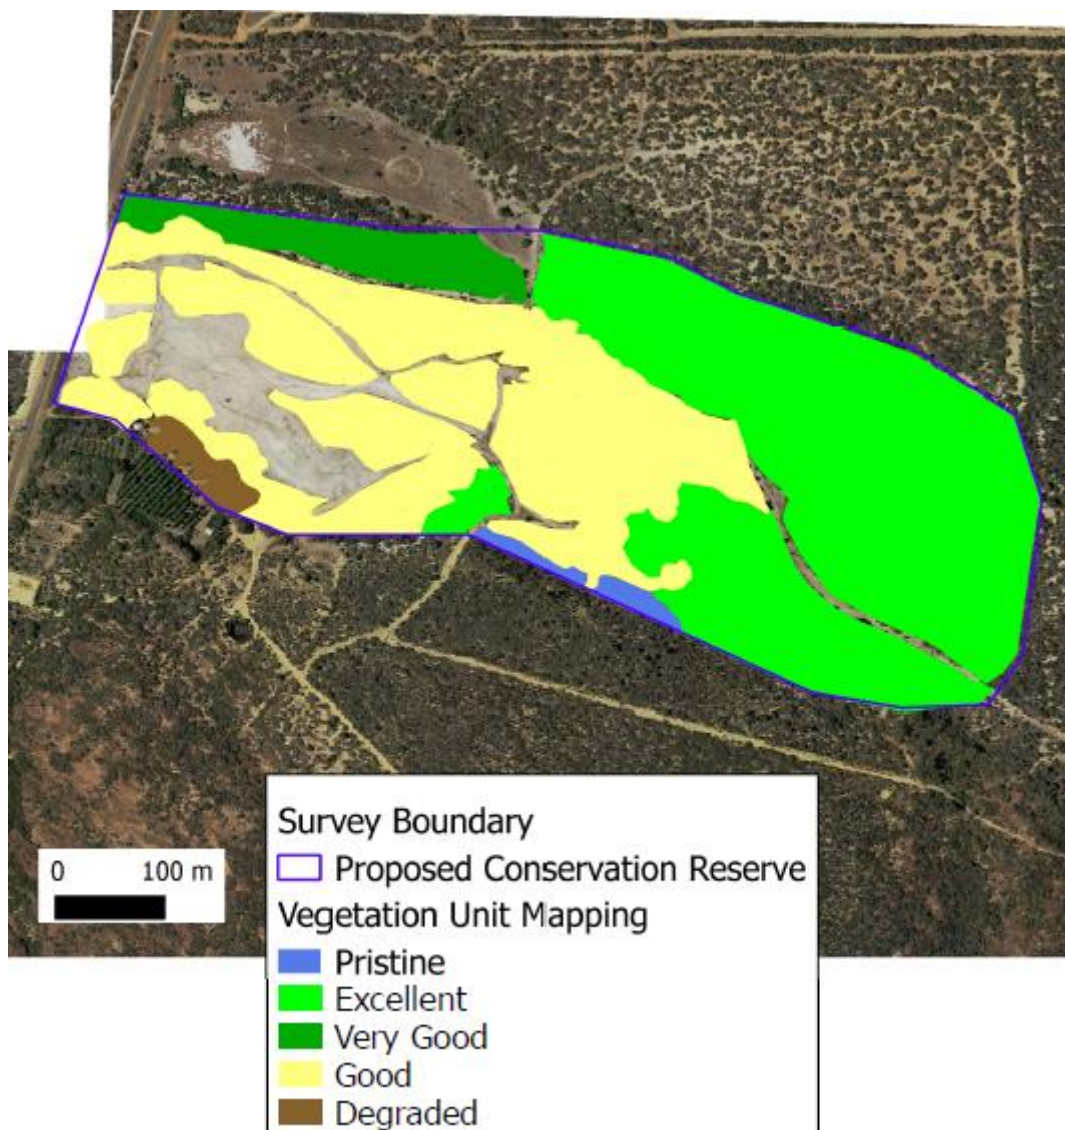 0 100 m
Survey Boundary
Proposed Conservation Reserve
Vegetation Unit Mapping
Pristine
Excellent
Very Good
Good
Degraded